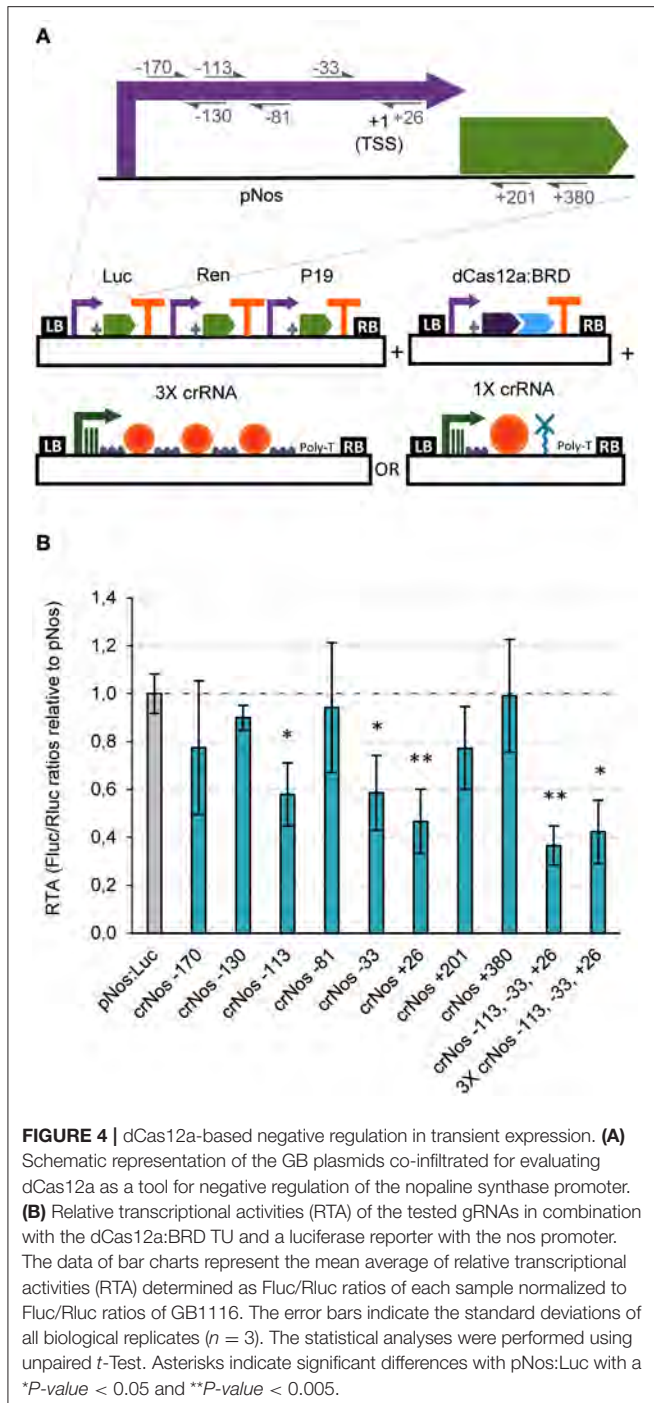 A
-170 -113 -33
-130 -81 +1 +26
(TSS)
pNos
+201 +380
Luc Ren P19 dCas12a:BRD
LB + + + RB + LB + RB +
3X crRNA 1X crRNA
LB Poly-T RB OR LB Poly-T RB
B
RTA (Fluc/Rluc ratios relative to pNos)
1,4
1,2
1,0
0,8
0,6
0,4
0,2
0,0
* * ** ** *
pNos:Luc
crNos -170
crNos -130
crNos -113
crNos -81
crNos -33
crNos +26
crNos +201
crNos +380
crNos -113, -33, +26
3X crNos -113, -33, +26
FIGURE 4 | dCas12a-based negative regulation in transient expression. (A)
Schematic representation of the GB plasmids co-infiltrated for evaluating
dCas12a as a tool for negative regulation of the nopaline synthase promoter.
(B) Relative transcriptional activities (RTA) of the tested gRNAs in combination
with the dCas12a:BRD TU and a luciferase reporter with the nos promoter.
The data of bar charts represent the mean average of relative transcriptional
activities (RTA) determined as Fluc/Rluc ratios of each sample normalized to
Fluc/Rluc ratios of GB1116. The error bars indicate the standard deviations of
all biological replicates (n = 3). The statistical analyses were performed using
unpaired t-Test. Asterisks indicate significant differences with pNos:Luc with a
*P-value < 0.05 and **P-value < 0.005.